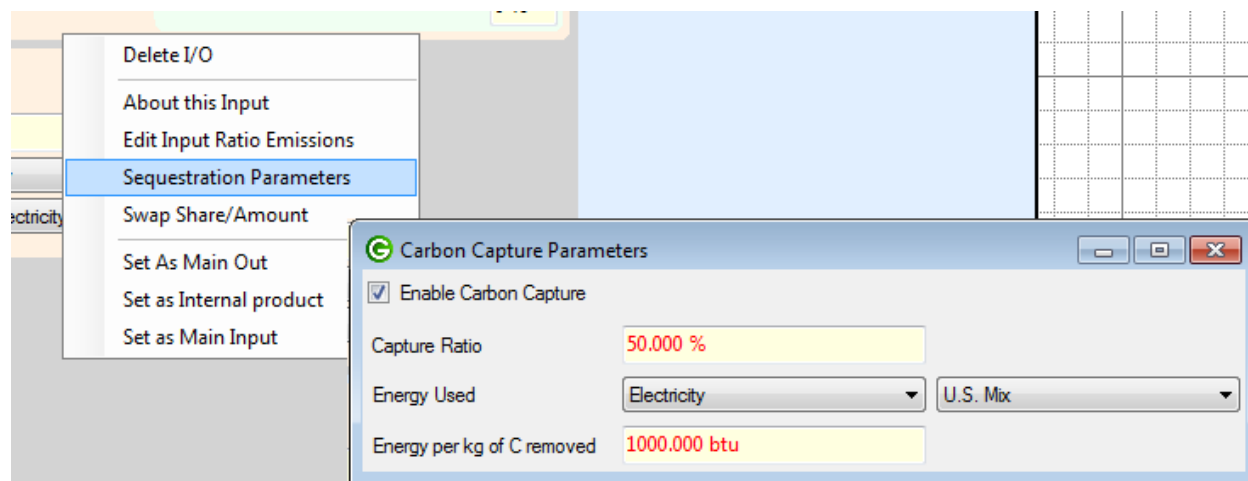 Delete I/O
About this Input
Edit Input Ratio Emissions
Sequestration Parameters
Swap Share/Amount
Set As Main Out
Set as Internal product
Set as Main Input
Carbon Capture Parameters
Enable Carbon Capture
Capture Ratio 50.000 %
Energy Used Electricity U.S. Mix
Energy per kg of C removed 1000.000 btu